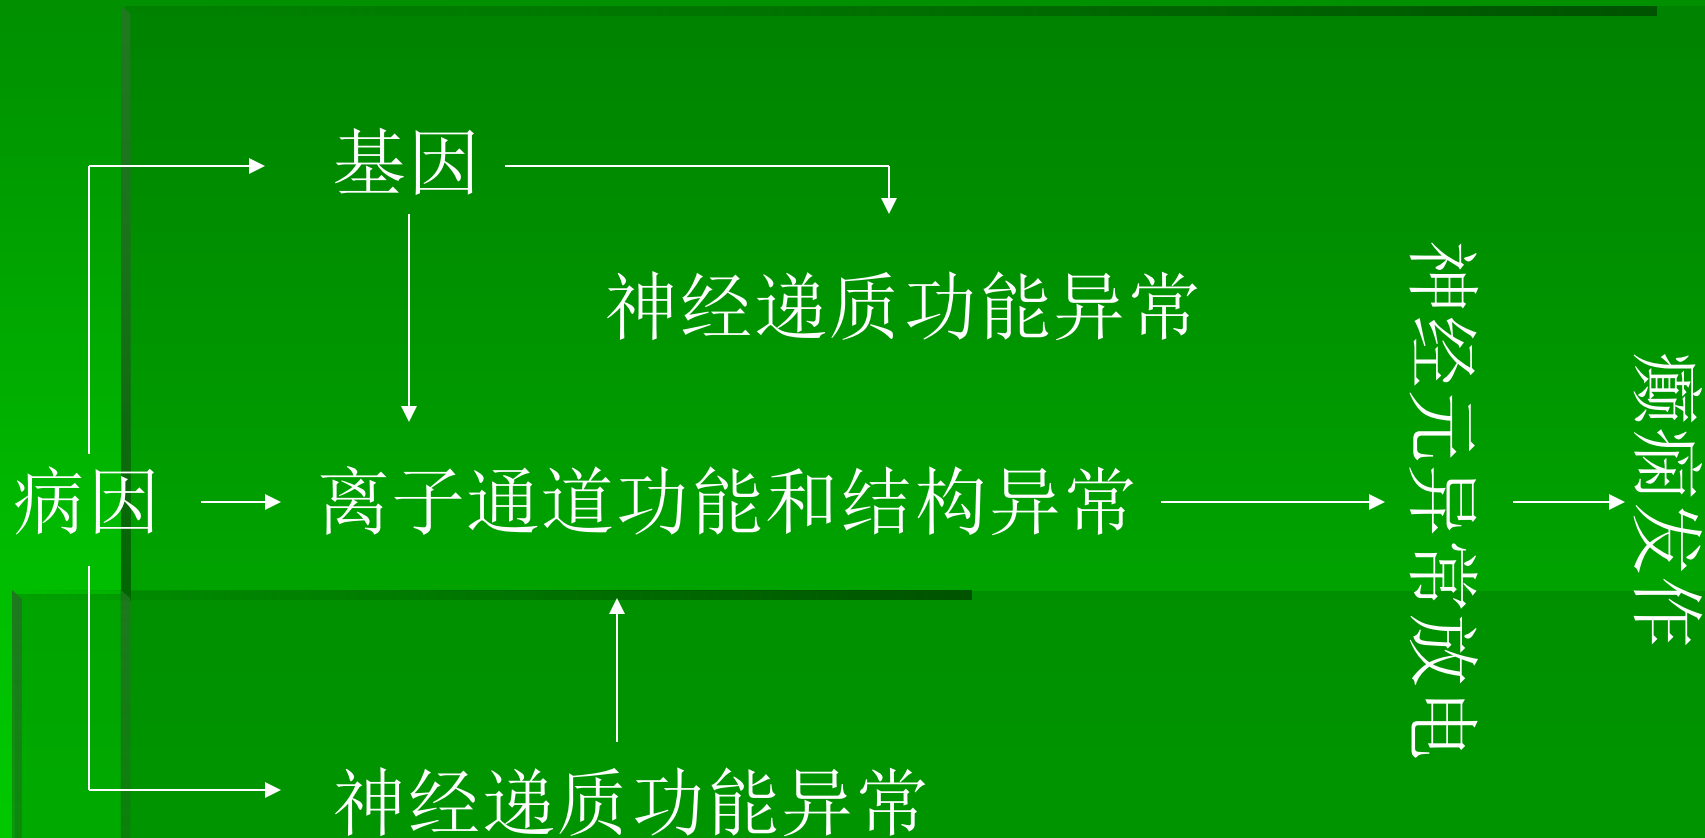 基因
神经递质功能异常
病因
离子通道功能和结构异常
神经元异常放电
癫痫发作
神经递质功能异常